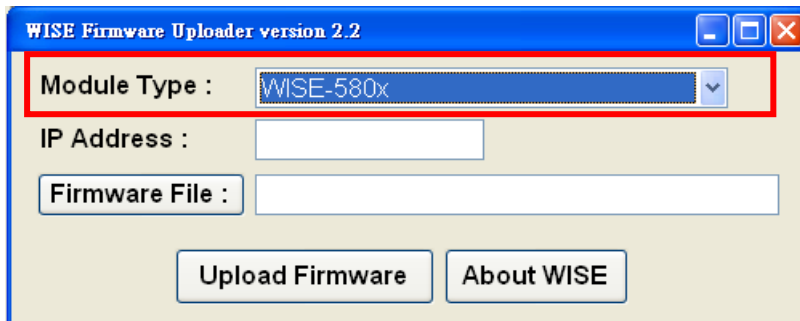 WISE Firmware Uploader version 2.2
Module Type : WISE-580x
IP Address :
Firmware File :
Upload Firmware About WISE